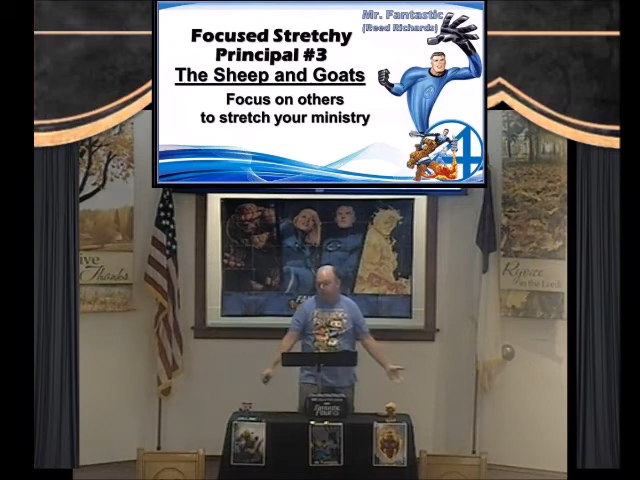 Mr. Fantastic
(Reed Richards)
Focused Stretchy
Principal #3
The Sheep and Goats
Focus on others
to stretch your ministry
4
ive
Thanks
Rejoice
in the Lord